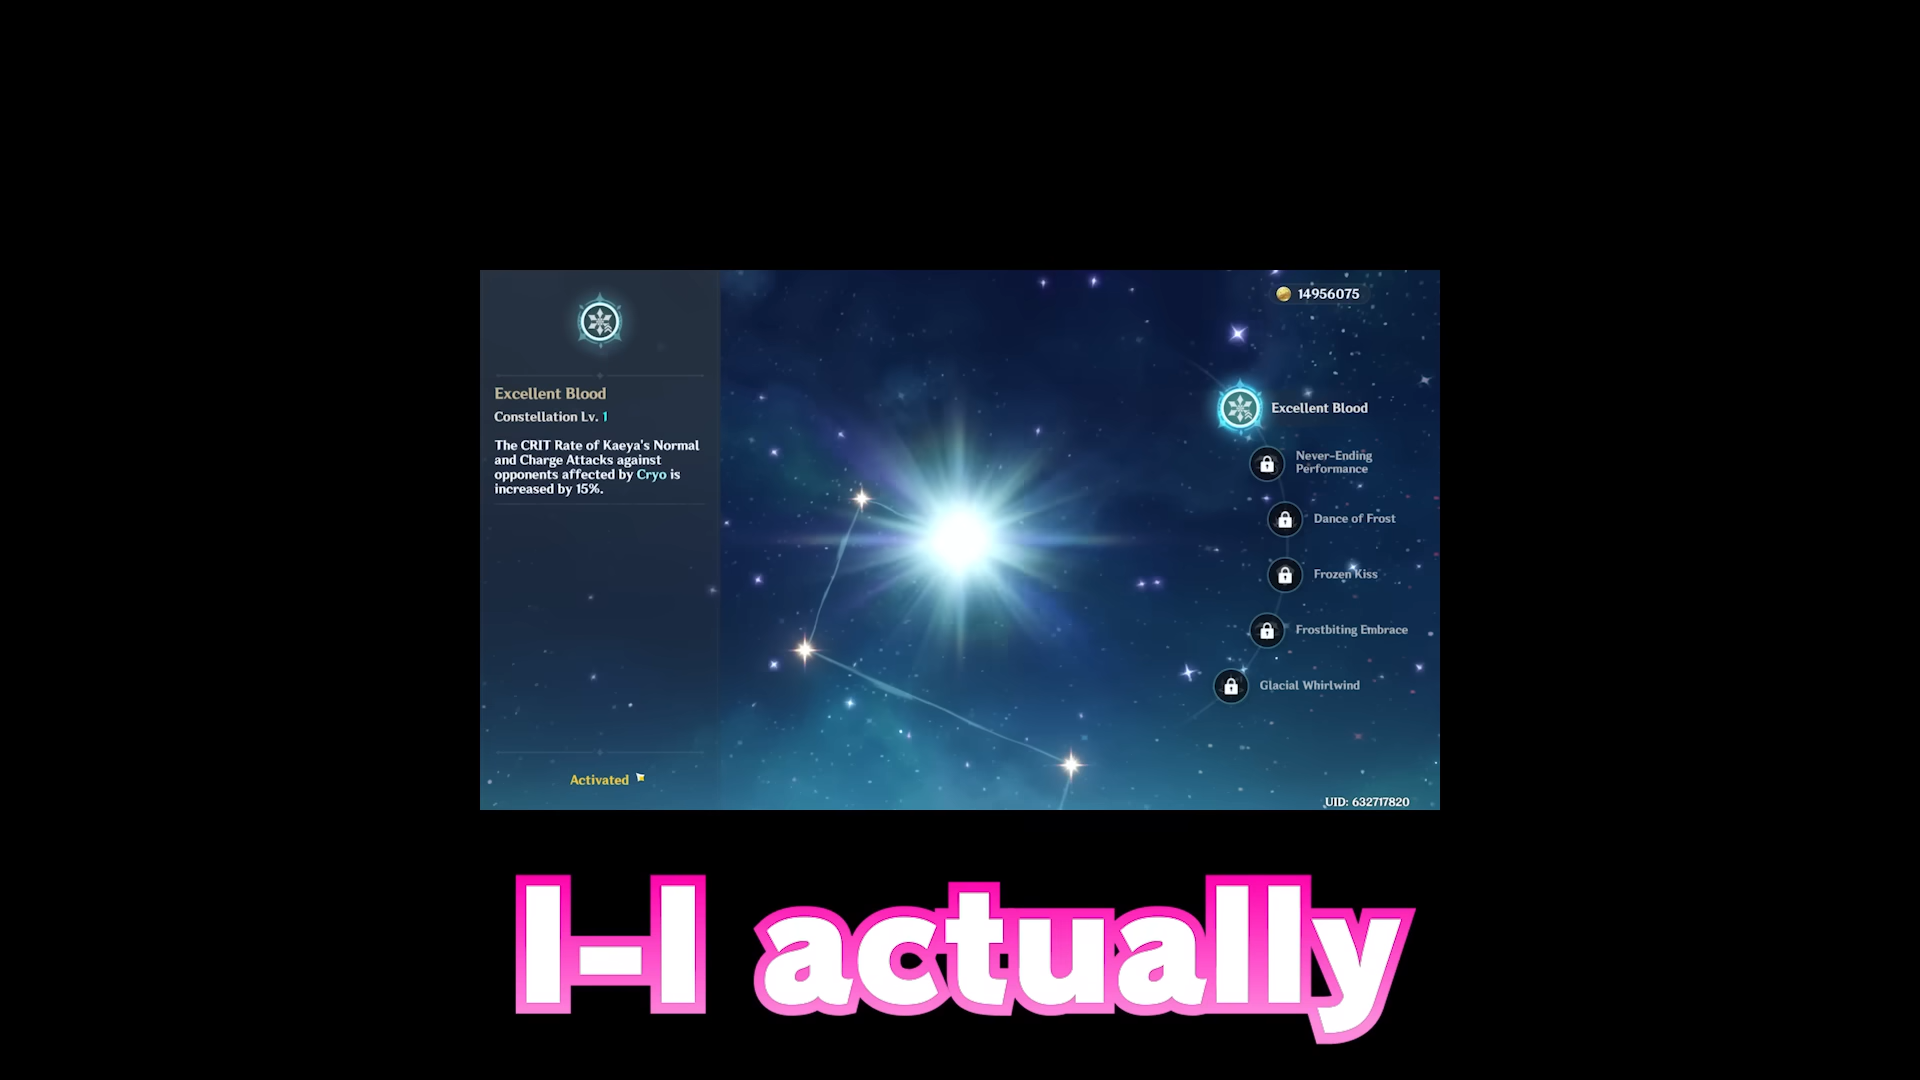 14956075
Excellent Blood
Constellation Lv. 1
The CRIT Rate of Kaeya's Normal
and Charge Attacks against
opponents affected by Cryo is
increased by 15%.
Activated
Excellent Blood
Never-Ending
Performance
Dance of Frost
Frozen Kiss
Frostbiting Embrace
Glacial Whirlwind
UID: 632717820
I-I actually